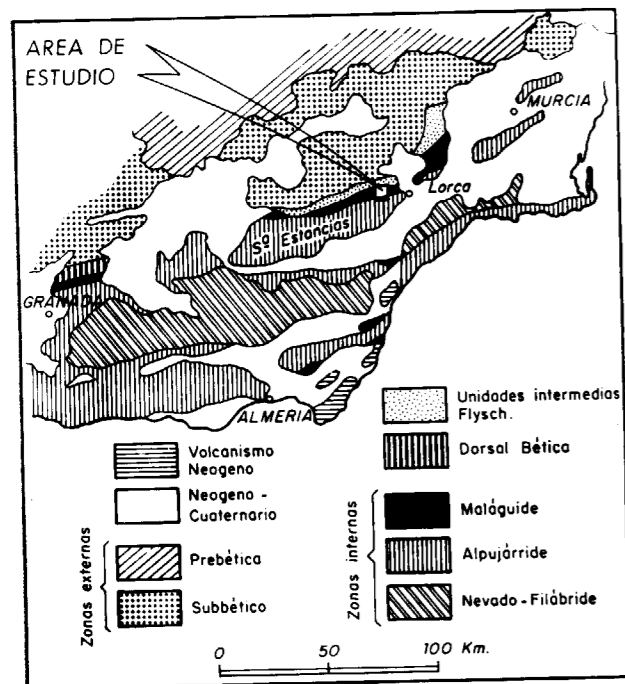 AREA DE
ESTUDIO
MURCIA
Lorca
Sª Estancias
GRANADA
ALMERIA
Unidades intermedias
Flysch.
Dorsal Bética
Volcanismo
Neogeno
Neogeno -
Cuaternario
Zonas externas
Prebética
Subbético
Zonas internas
Maláguide
Alpujárride
Nevado - Filábride
0 50 100 Km.